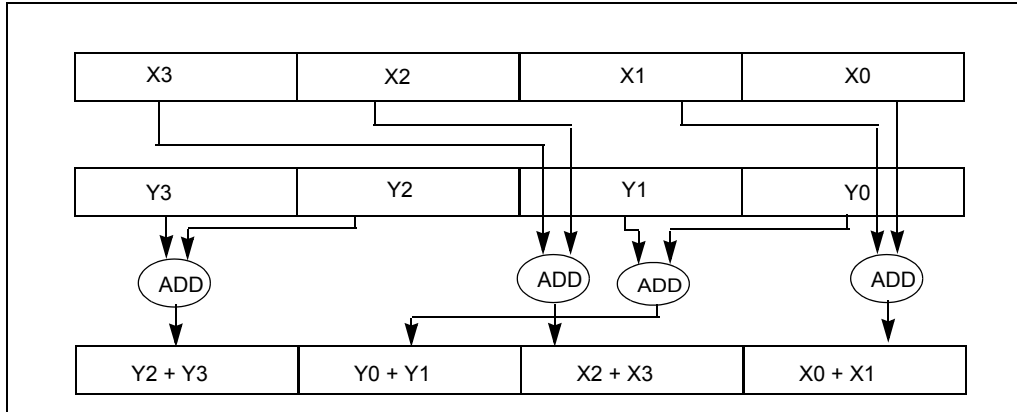 X3 X2 X1 X0
Y3 Y2 Y1 Y0
ADD ADD ADD ADD
Y2 + Y3 Y0 + Y1 X2 + X3 X0 + X1